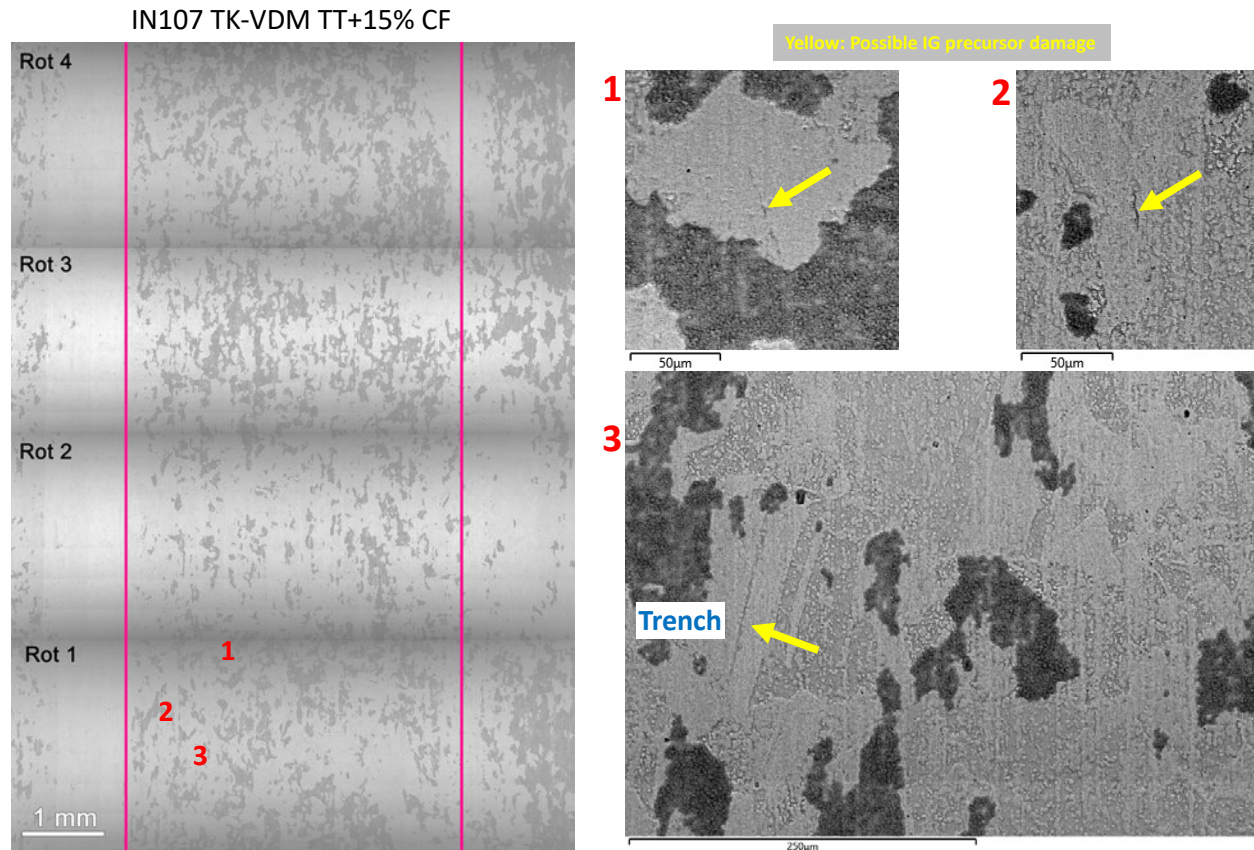 IN107 TK-VDM TT+15% CF
Rot 4
Rot 3
Rot 2
Rot 1
1
2
3
1 mm
Yellow: Possible IG precursor damage
1
50µm
2
50µm
3
Trench
250µm